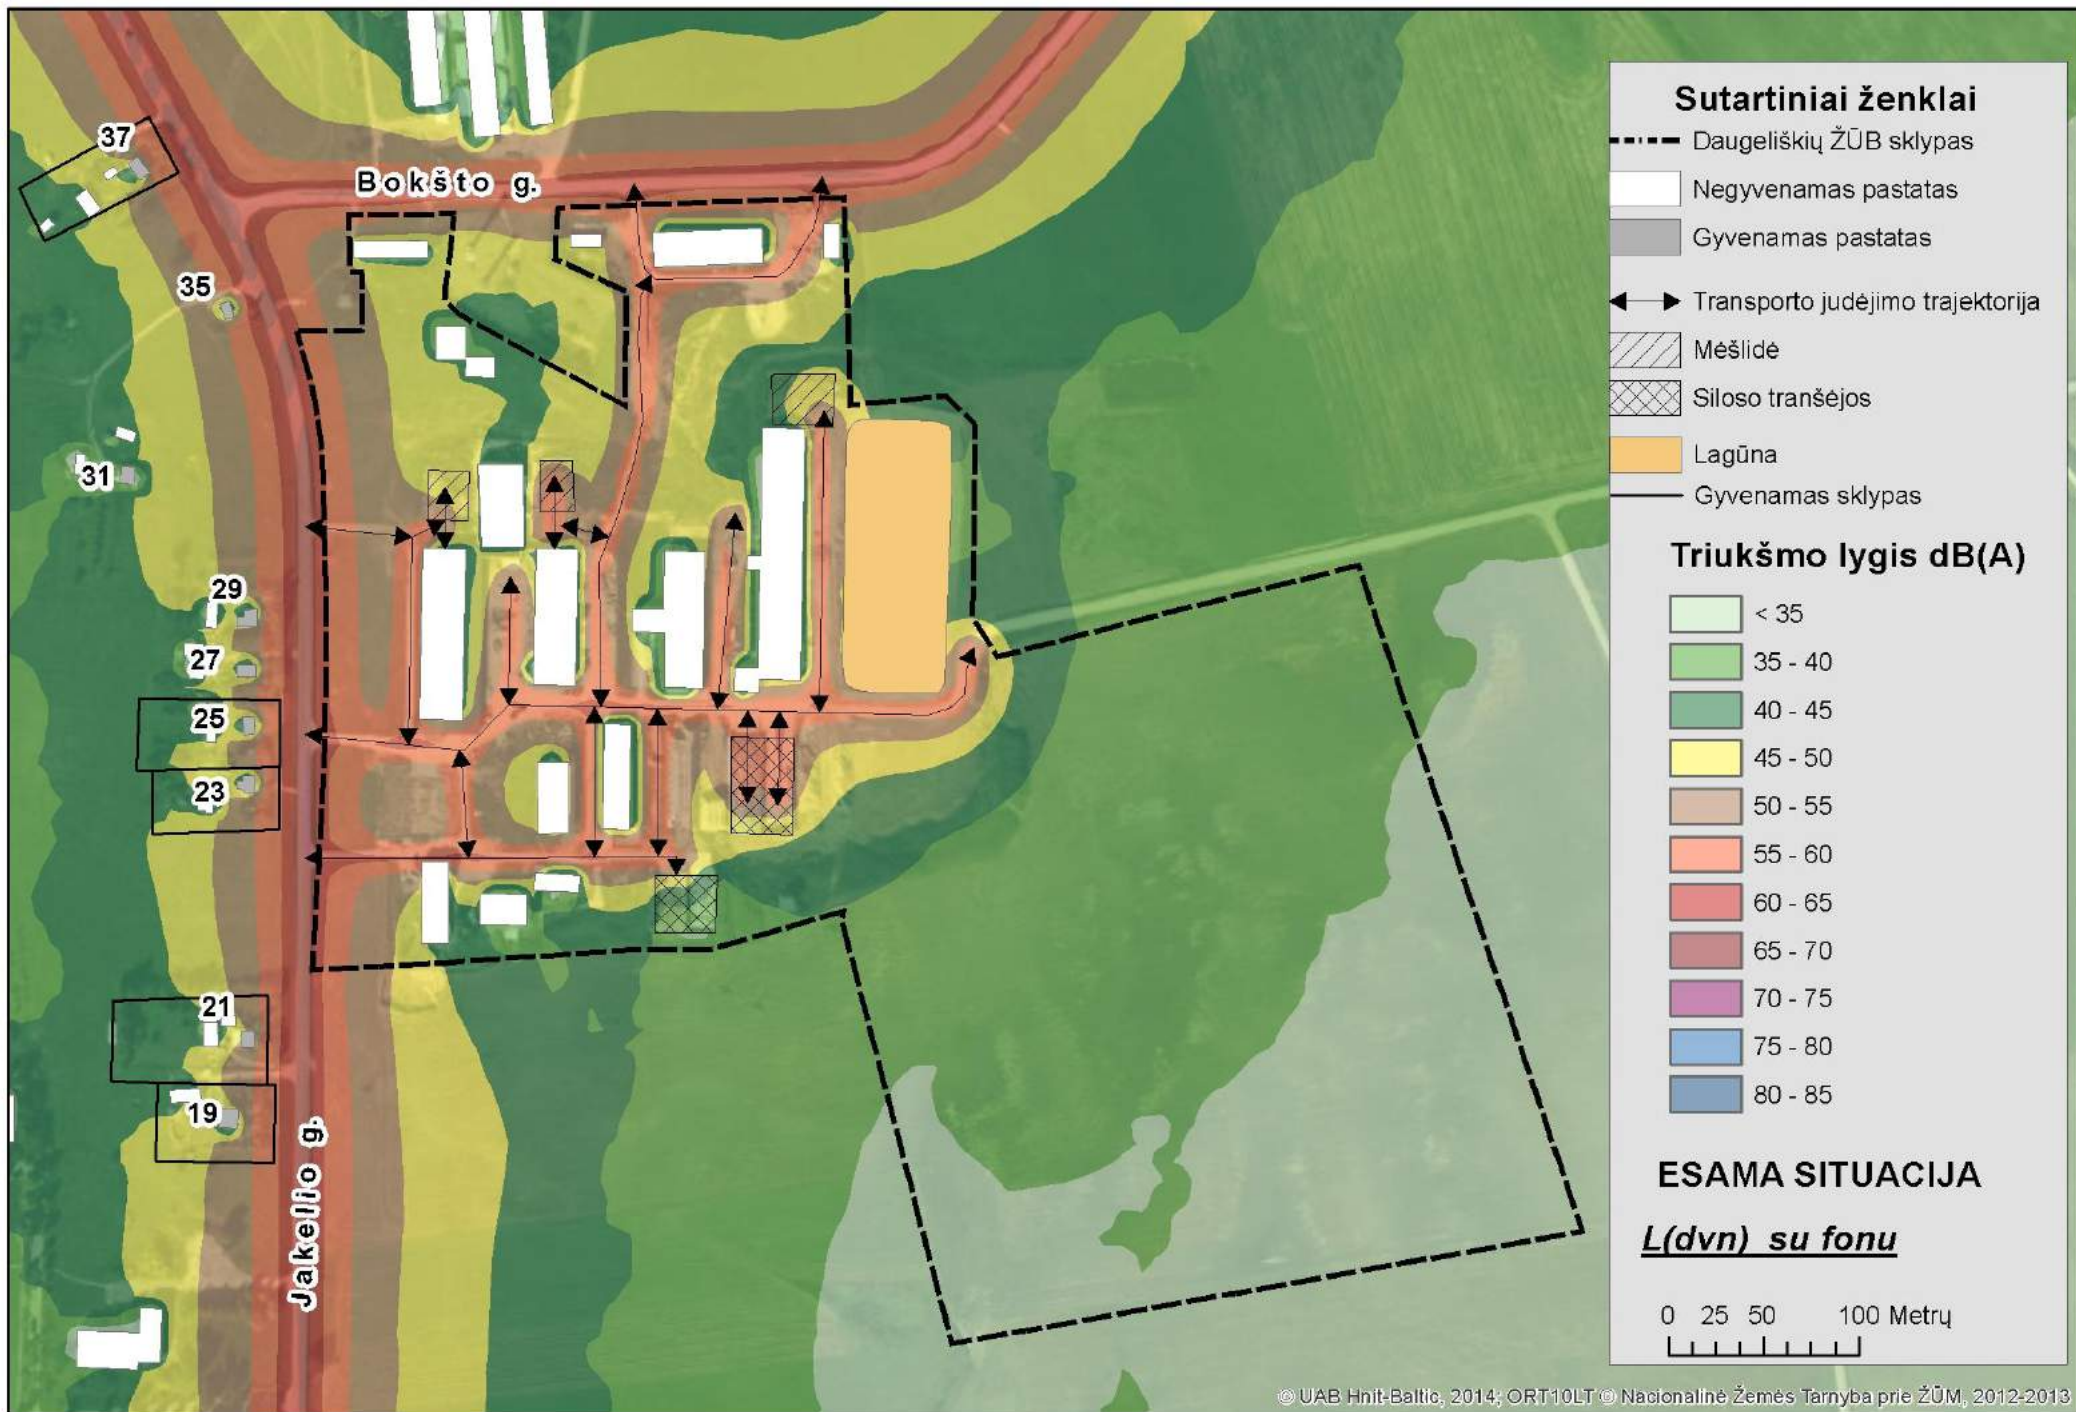 37
Bokšto g.
35
31
29
27
25
23
21
19
Jakelio g.
Sutartiniai ženklai
Daugeliškių ŽŪB sklypas
Negyvenamas pastatas
Gyvenamas pastatas
Transporto judėjimo trajektorija
Mėšlidė
Siloso tranšėjos
Lagūna
Gyvenamas sklypas
Triukšmo lygis dB(A)
< 35
35 - 40
40 - 45
45 - 50
50 - 55
55 - 60
60 - 65
65 - 70
70 - 75
75 - 80
80 - 85
ESAMA SITUACIJA
L(dvn) su fonu
0 25 50 100 Metrų
© UAB Hnit-Baltic, 2014; ORT10LT © Nacionalinė Žemės Tarnyba prie ŽŪM, 2012-2013